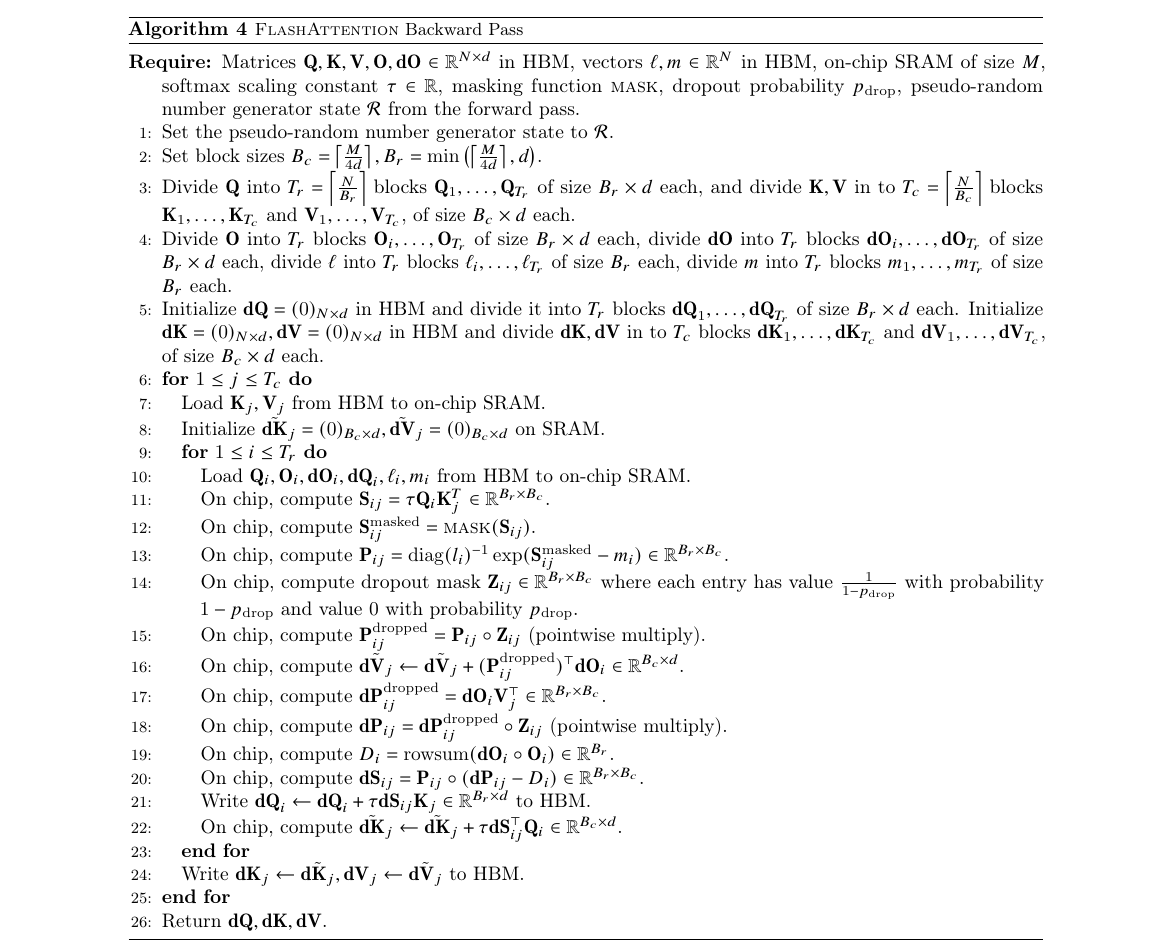 Algorithm 4 FlashAttention Backward Pass
Require: Matrices Q, K, V, O, dO ∈ ℝ^{N×d} in HBM, vectors ℓ, m ∈ ℝ^N in HBM, on-chip SRAM of size M,
softmax scaling constant τ ∈ ℝ, masking function MASK, dropout probability p_drop, pseudo-random
number generator state 𝓡 from the forward pass.
1: Set the pseudo-random number generator state to 𝓡.
2: Set block sizes B_c = ⌈M/4d⌉, B_r = min (⌈M/4d⌉, d).
3: Divide Q into T_r = ⌈N/B_r⌉ blocks Q_1, . . . , Q_{T_r} of size B_r × d each, and divide K, V in to T_c = ⌈N/B_c⌉ blocks
K_1, . . . , K_{T_c} and V_1, . . . , V_{T_c}, of size B_c × d each.
4: Divide O into T_r blocks O_i, . . . , O_{T_r} of size B_r × d each, divide dO into T_r blocks dO_i, . . . , dO_{T_r} of size
B_r × d each, divide ℓ into T_r blocks ℓ_i, . . . , ℓ_{T_r} of size B_r each, divide m into T_r blocks m_1, . . . , m_{T_r} of size
B_r each.
5: Initialize dQ = (0)_{N×d} in HBM and divide it into T_r blocks dQ_1, . . . , dQ_{T_r} of size B_r × d each. Initialize
dK = (0)_{N×d}, dV = (0)_{N×d} in HBM and divide dK, dV in to T_c blocks dK_1, . . . , dK_{T_c} and dV_1, . . . , dV_{T_c},
of size B_c × d each.
6: for 1 ≤ j ≤ T_c do
7: Load K_j, V_j from HBM to on-chip SRAM.
8: Initialize d̃K_j = (0)_{B_c×d}, d̃V_j = (0)_{B_c×d} on SRAM.
9: for 1 ≤ i ≤ T_r do
10: Load Q_i, O_i, dO_i, dQ_i, ℓ_i, m_i from HBM to on-chip SRAM.
11: On chip, compute S_{ij} = τQ_iK_j^T ∈ ℝ^{B_r×B_c}.
12: On chip, compute S_{ij}^{masked} = MASK(S_{ij}).
13: On chip, compute P_{ij} = diag(l_i)^{−1} exp(S_{ij}^{masked} − m_i) ∈ ℝ^{B_r×B_c}.
14: On chip, compute dropout mask Z_{ij} ∈ ℝ^{B_r×B_c} where each entry has value 1/(1−p_drop) with probability
1 − p_drop and value 0 with probability p_drop.
15: On chip, compute P_{ij}^{dropped} = P_{ij} ∘ Z_{ij} (pointwise multiply).
16: On chip, compute d̃V_j ← d̃V_j + (P_{ij}^{dropped})^⊤dO_i ∈ ℝ^{B_c×d}.
17: On chip, compute dP_{ij}^{dropped} = dO_iV_j^⊤ ∈ ℝ^{B_r×B_c}.
18: On chip, compute dP_{ij} = dP_{ij}^{dropped} ∘ Z_{ij} (pointwise multiply).
19: On chip, compute D_i = rowsum(dO_i ∘ O_i) ∈ ℝ^{B_r}.
20: On chip, compute dS_{ij} = P_{ij} ∘ (dP_{ij} − D_i) ∈ ℝ^{B_r×B_c}.
21: Write dQ_i ← dQ_i + τdS_{ij}K_j ∈ ℝ^{B_r×d} to HBM.
22: On chip, compute d̃K_j ← d̃K_j + τdS_{ij}^⊤Q_i ∈ ℝ^{B_c×d}.
23: end for
24: Write dK_j ← d̃K_j, dV_j ← d̃V_j to HBM.
25: end for
26: Return dQ, dK, dV.